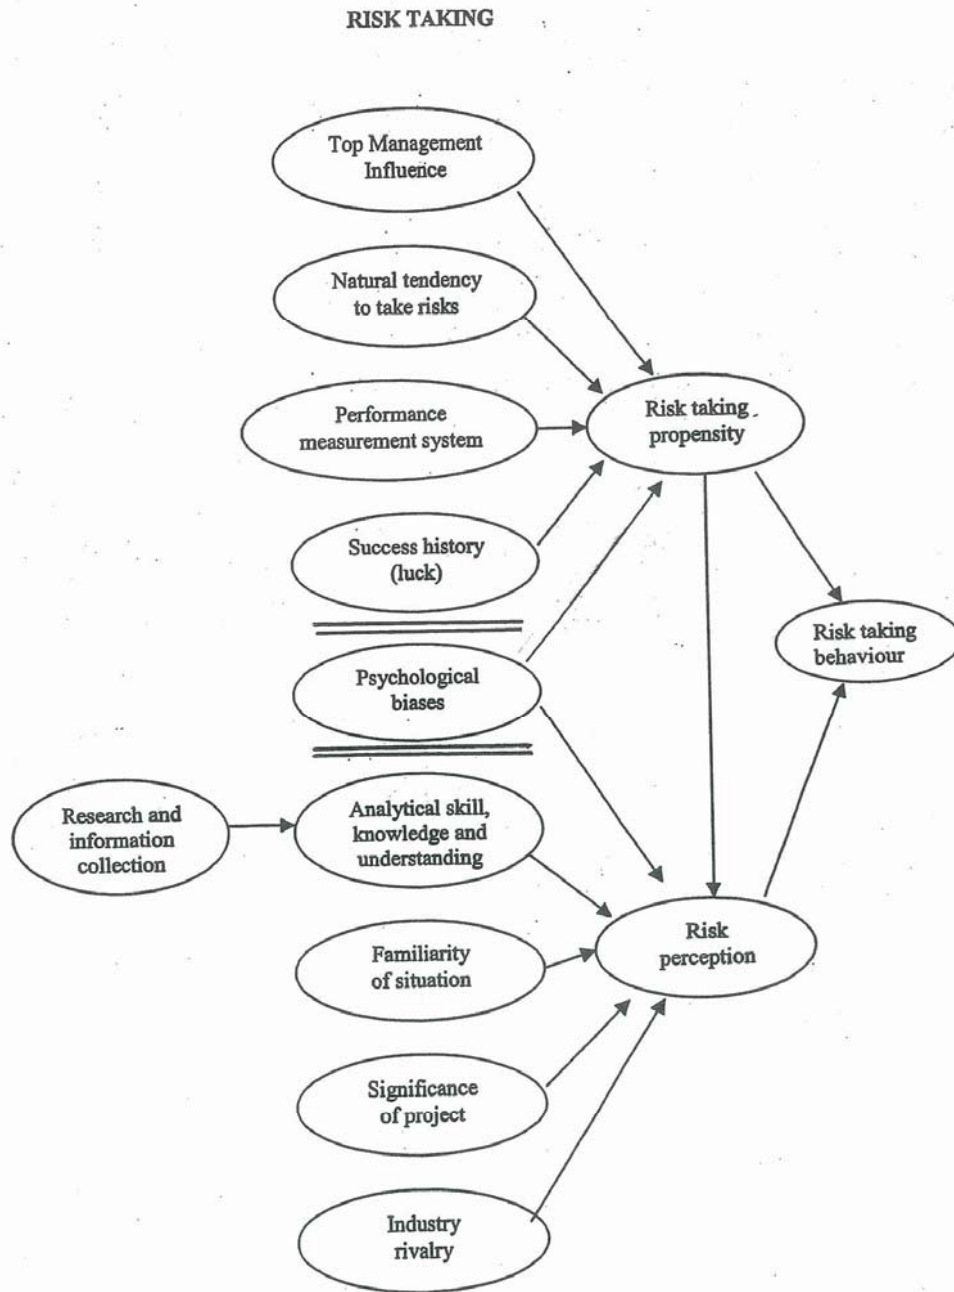 RISK TAKING
Top Management
Influence
Natural tendency
to take risks
Performance
measurement system
Risk taking
propensity
Success history
(luck)
Risk taking
behaviour
Psychological
biases
Research and
information
collection
Analytical skill,
knowledge and
understanding
Familiarity
of situation
Risk
perception
Significance
of project
Industry
rivalry